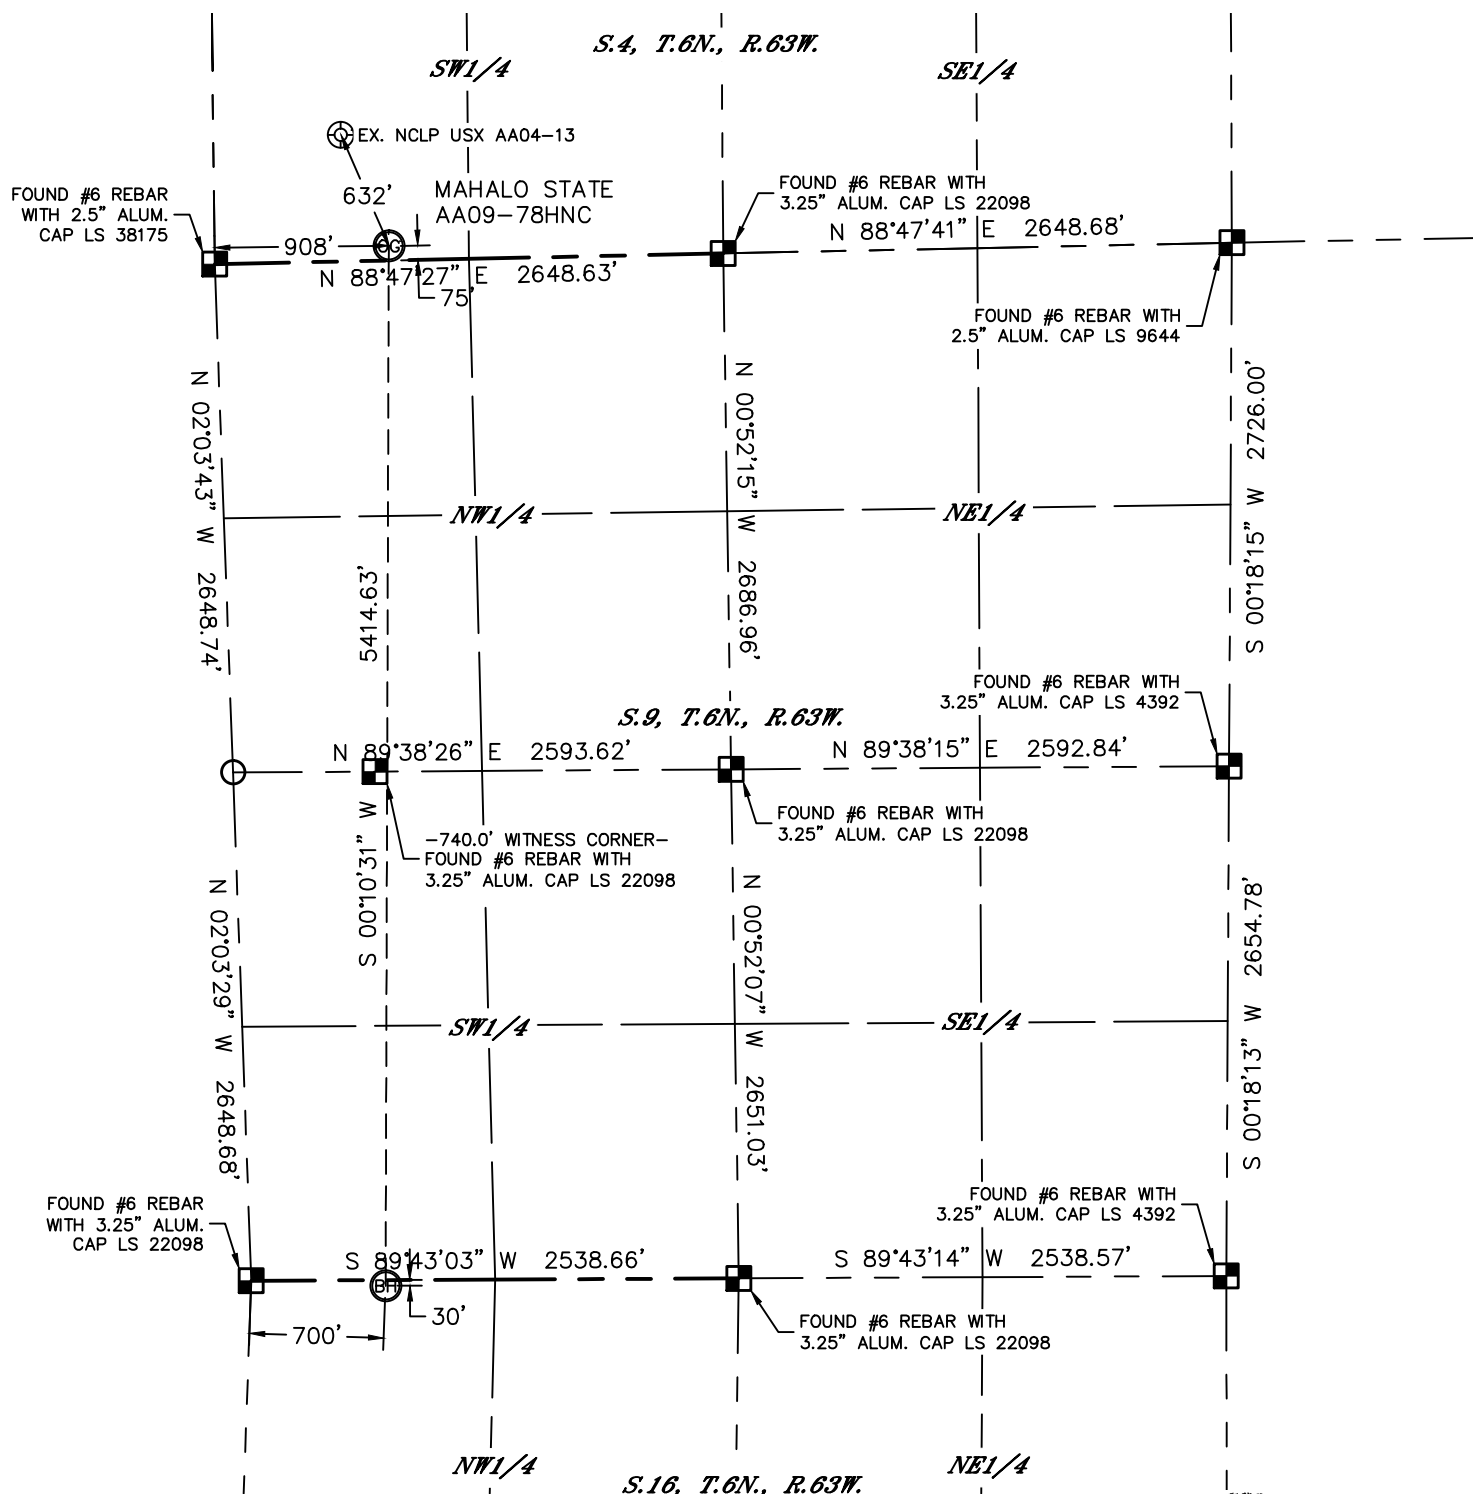 S.4, T.6N., R.63W.
SW1/4
SE1/4
EX. NCLP USX AA04-13
632'
MAHALO STATE
AA09-78HNC
FOUND #6 REBAR
WITH 2.5" ALUM.
CAP LS 38175
FOUND #6 REBAR WITH
3.25" ALUM. CAP LS 22098
908'
N 88°47'41" E 2648.68'
N 88°47'27" E 2648.63'
75'
FOUND #6 REBAR WITH
2.5" ALUM. CAP LS 9644
N 02°03'43" W 2648.74'
N 00°52'15" W 2686.96'
S 00°18'15" W 2726.00'
NW1/4
NE1/4
S 00°10'31" W 5414.63'
FOUND #6 REBAR WITH
3.25" ALUM. CAP LS 4392
S.9, T.6N., R.63W.
N 89°38'26" E 2593.62'
N 89°38'15" E 2592.84'
FOUND #6 REBAR WITH
3.25" ALUM. CAP LS 22098
-740.0' WITNESS CORNER-
FOUND #6 REBAR WITH
3.25" ALUM. CAP LS 22098
N 02°03'29" W 2648.68'
N 00°52'07" W 2651.03'
S 00°18'13" W 2654.78'
SW1/4
SE1/4
FOUND #6 REBAR
WITH 3.25" ALUM.
CAP LS 22098
FOUND #6 REBAR WITH
3.25" ALUM. CAP LS 4392
S 89°43'03" W 2538.66'
S 89°43'14" W 2538.57'
BH
30'
700'
FOUND #6 REBAR WITH
3.25" ALUM. CAP LS 22098
NW1/4
NE1/4
S.16, T.6N., R.63W.